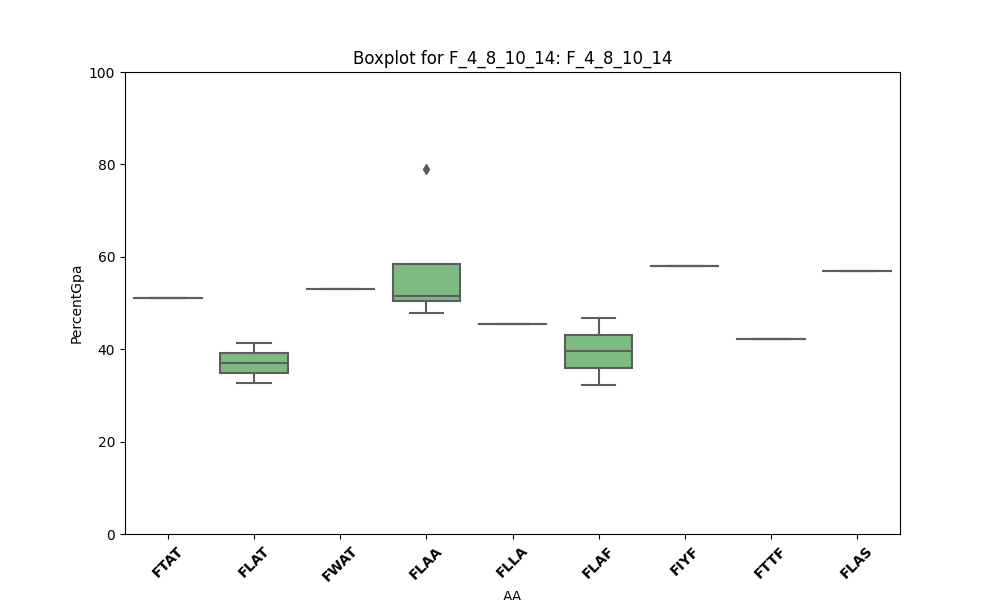 Boxplot for F_4_8_10_14: F_4_8_10_14
100
80
60
40
20
0
PercentGpa
FTAT
FLAT
FWAT
FLAA
FLLA
FLAF
FIYF
FTTF
FLAS
AA